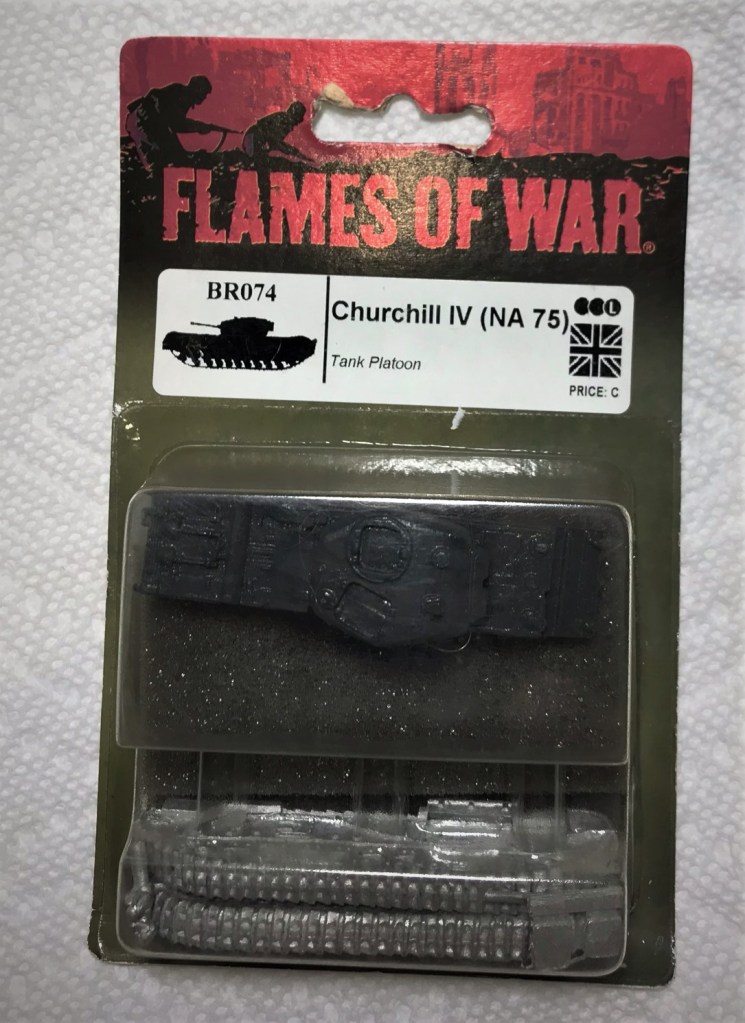 FLAMES OF WAR®
BR074
Churchill IV (NA 75)
L
Tank Platoon
PRICE: C